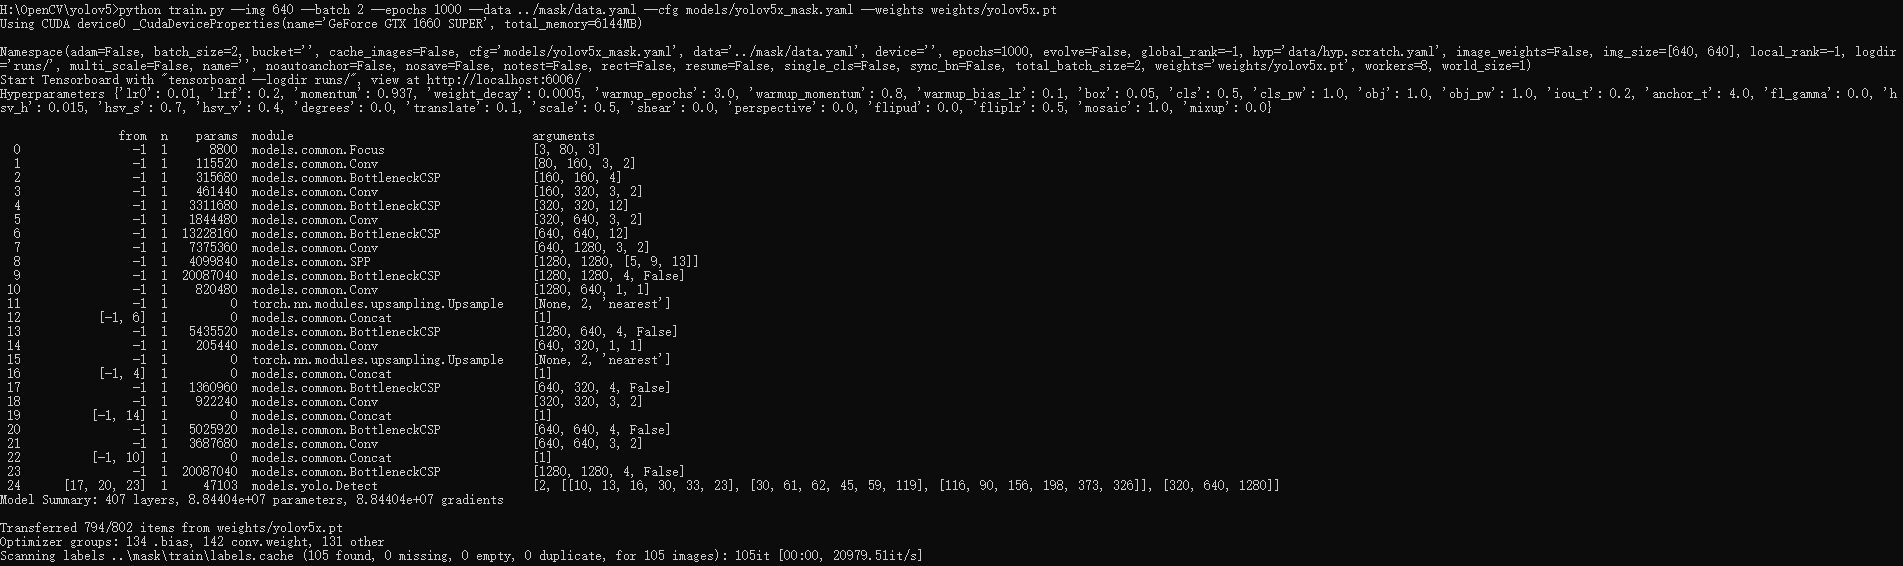 H:\OpenCV\yolov5>python train.py --img 640 --batch 2 --epochs 1000 --data ../mask/data.yaml --cfg models/yolov5x_mask.yaml --weights weights/yolov5x.pt
Using CUDA device0 _CudaDeviceProperties(name='GeForce GTX 1660 SUPER', total_memory=6144MB)
Namespace(adam=False, batch_size=2, bucket='', cache_images=False, cfg='models/yolov5x_mask.yaml', data='../mask/data.yaml', device='', epochs=1000, evolve=False, global_rank=-1, hyp='data/hyp.scratch.yaml', image_weights=False, img_size=[640, 640], local_rank=-1, logdir
='runs/', multi_scale=False, name='', noautoanchor=False, nosave=False, notest=False, rect=False, resume=False, single_cls=False, sync_bn=False, total_batch_size=2, weights='weights/yolov5x.pt', workers=8, world_size=1)
Start Tensorboard with "tensorboard --logdir runs/", view at http://localhost:6006/
Hyperparameters {'lr0': 0.01, 'lrf': 0.2, 'momentum': 0.937, 'weight_decay': 0.0005, 'warmup_epochs': 3.0, 'warmup_momentum': 0.8, 'warmup_bias_lr': 0.1, 'box': 0.05, 'cls': 0.5, 'cls_pw': 1.0, 'obj': 1.0, 'obj_pw': 1.0, 'iou_t': 0.2, 'anchor_t': 4.0, 'fl_gamma': 0.0, 'h
sv_h': 0.015, 'hsv_s': 0.7, 'hsv_v': 0.4, 'degrees': 0.0, 'translate': 0.1, 'scale': 0.5, 'shear': 0.0, 'perspective': 0.0, 'flipud': 0.0, 'fliplr': 0.5, 'mosaic': 1.0, 'mixup': 0.0}
from n params module arguments
0 -1 1 8800 models.common.Focus [3, 80, 3]
1 -1 1 115520 models.common.Conv [80, 160, 3, 2]
2 -1 1 315680 models.common.BottleneckCSP [160, 160, 4]
3 -1 1 461440 models.common.Conv [160, 320, 3, 2]
4 -1 1 3311680 models.common.BottleneckCSP [320, 320, 12]
5 -1 1 1844480 models.common.Conv [320, 640, 3, 2]
6 -1 1 13228160 models.common.BottleneckCSP [640, 640, 12]
7 -1 1 7375360 models.common.Conv [640, 1280, 3, 2]
8 -1 1 4099840 models.common.SPP [1280, 1280, [5, 9, 13]]
9 -1 1 20087040 models.common.BottleneckCSP [1280, 1280, 4, False]
10 -1 1 820480 models.common.Conv [1280, 640, 1, 1]
11 -1 1 0 torch.nn.modules.upsampling.Upsample [None, 2, 'nearest']
12 [-1, 6] 1 0 models.common.Concat [1]
13 -1 1 5435520 models.common.BottleneckCSP [1280, 640, 4, False]
14 -1 1 205440 models.common.Conv [640, 320, 1, 1]
15 -1 1 0 torch.nn.modules.upsampling.Upsample [None, 2, 'nearest']
16 [-1, 4] 1 0 models.common.Concat [1]
17 -1 1 1360960 models.common.BottleneckCSP [640, 320, 4, False]
18 -1 1 922240 models.common.Conv [320, 320, 3, 2]
19 [-1, 14] 1 0 models.common.Concat [1]
20 -1 1 5025920 models.common.BottleneckCSP [640, 640, 4, False]
21 -1 1 3687680 models.common.Conv [640, 640, 3, 2]
22 [-1, 10] 1 0 models.common.Concat [1]
23 -1 1 20087040 models.common.BottleneckCSP [1280, 1280, 4, False]
24 [17, 20, 23] 1 47103 models.yolo.Detect [2, [[10, 13, 16, 30, 33, 23], [30, 61, 62, 45, 59, 119], [116, 90, 156, 198, 373, 326]], [320, 640, 1280]]
Model Summary: 407 layers, 8.84404e+07 parameters, 8.84404e+07 gradients
Transferred 794/802 items from weights/yolov5x.pt
Optimizer groups: 134 .bias, 142 conv.weight, 131 other
Scanning labels ..\mask\train\labels.cache (105 found, 0 missing, 0 empty, 0 duplicate, for 105 images): 105it [00:00, 20979.51it/s]